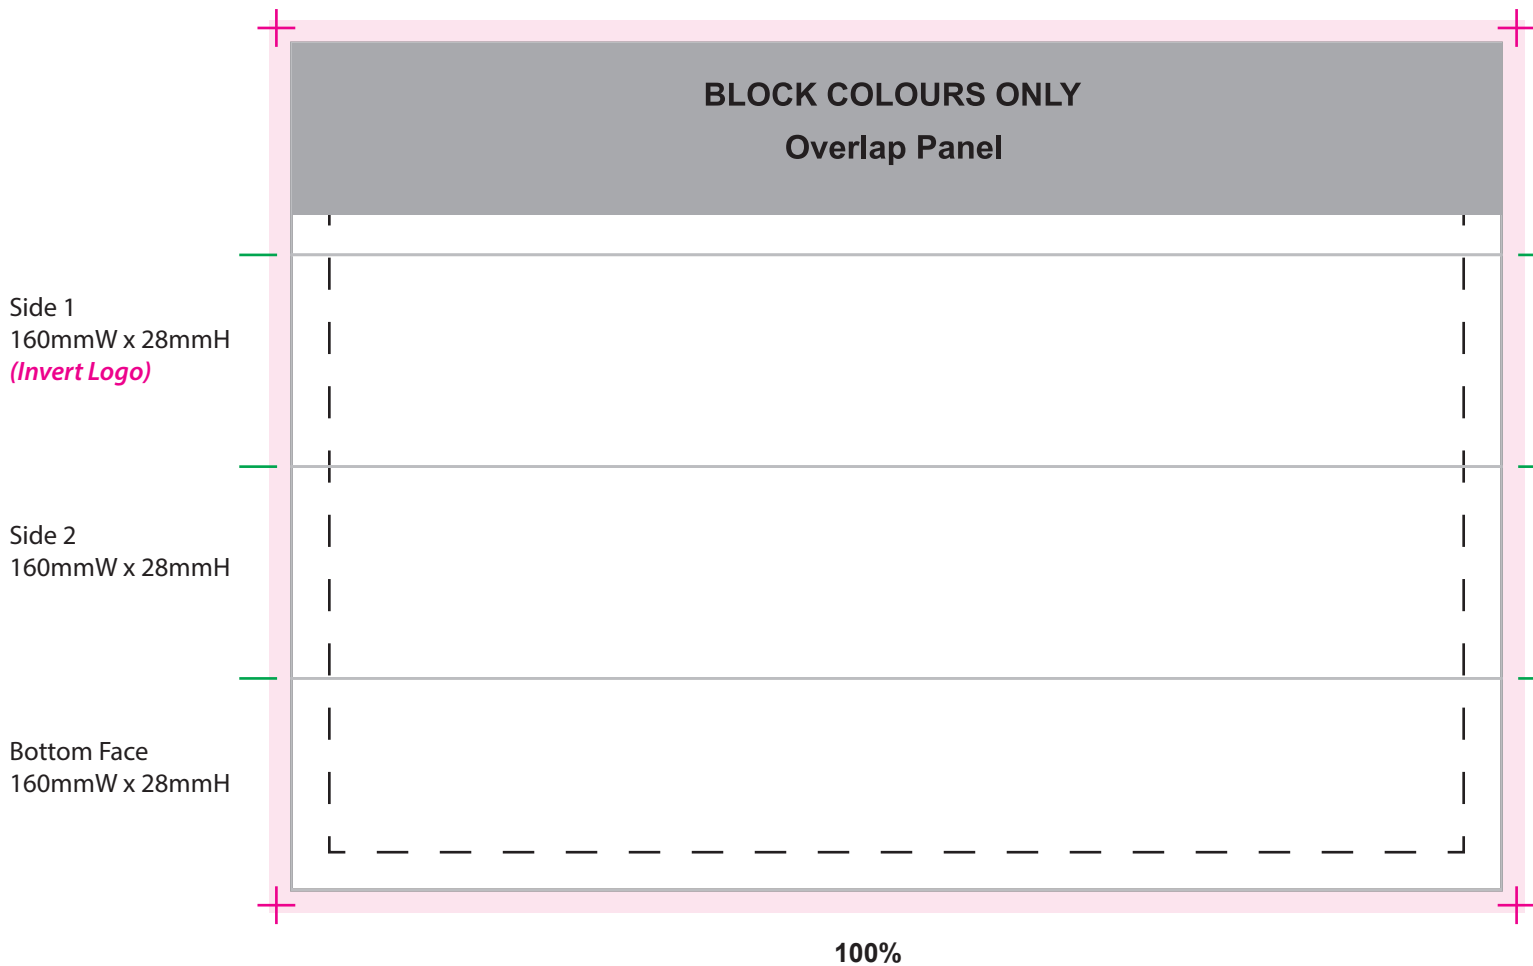 BLOCK COLOURS ONLY
Overlap Panel
Side 1
160mmW x 28mmH
(Invert Logo)
Side 2
160mmW x 28mmH
Bottom Face
160mmW x 28mmH
100%